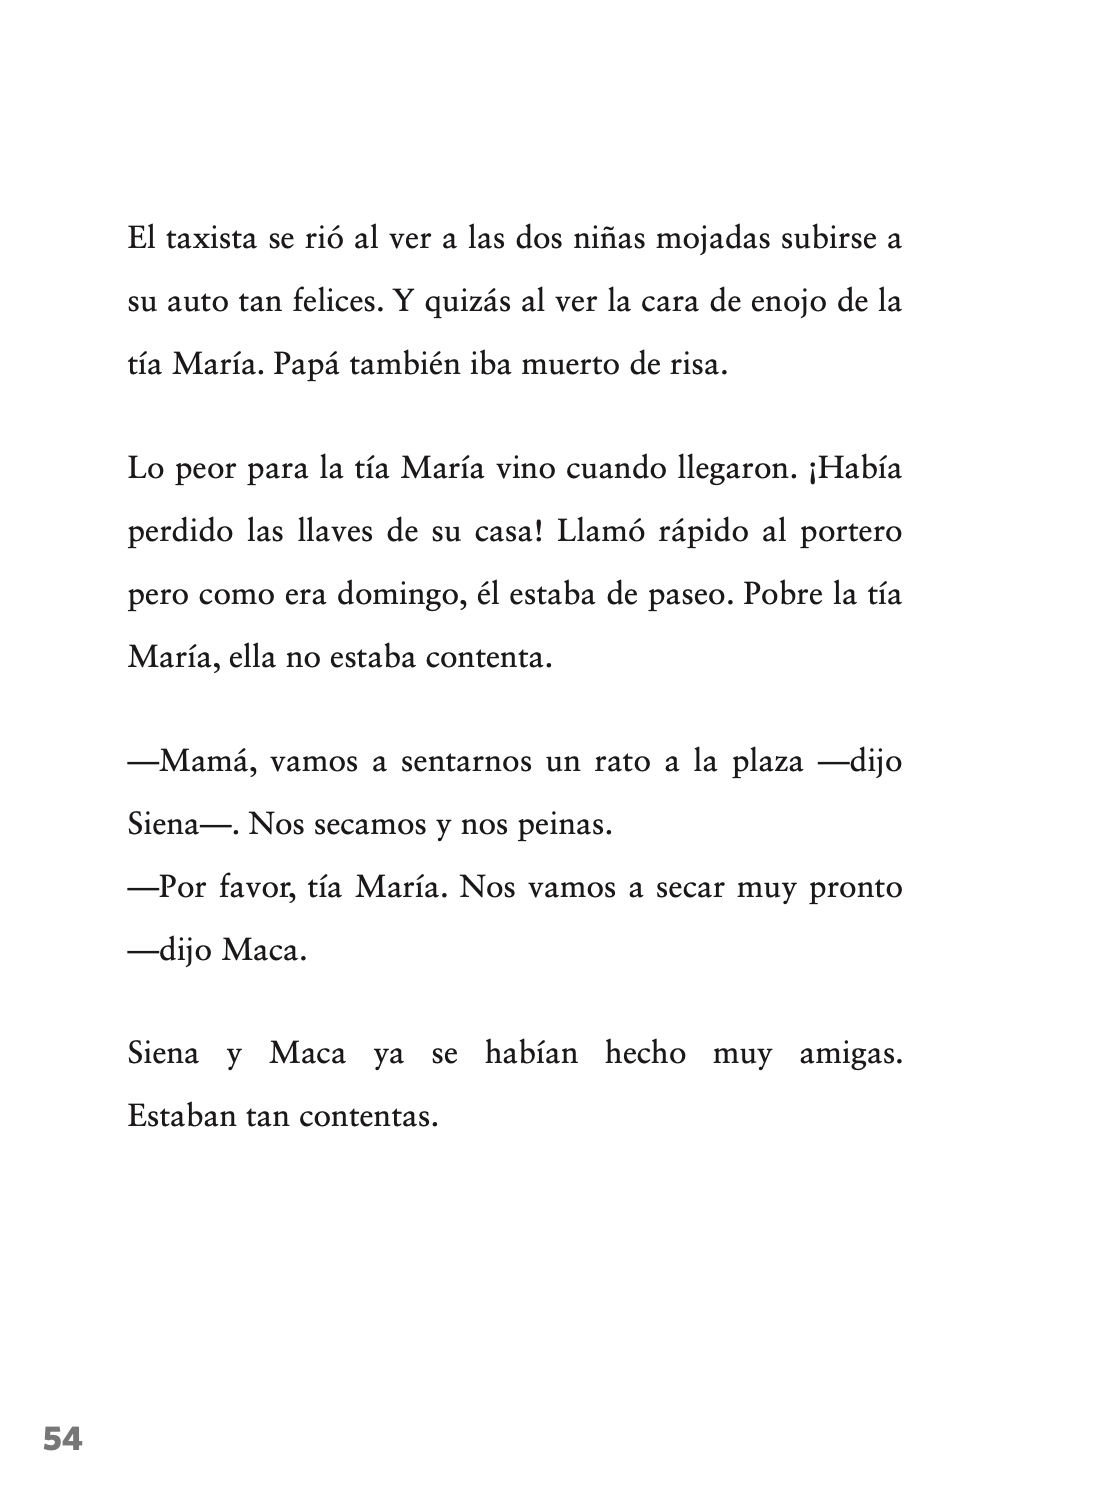 El taxista se rió al ver a las dos niñas mojadas subirse a
su auto tan felices. Y quizás al ver la cara de enojo de la
tía María. Papá también iba muerto de risa.
Lo peor para la tía María vino cuando llegaron. ¡Había
perdido las llaves de su casa! Llamó rápido al portero
pero como era domingo, él estaba de paseo. Pobre la tía
María, ella no estaba contenta.
—Mamá, vamos a sentarnos un rato a la plaza —dijo
Siena—. Nos secamos y nos peinas.
—Por favor, tía María. Nos vamos a secar muy pronto
—dijo Maca.
Siena y Maca ya se habían hecho muy amigas.
Estaban tan contentas.
54